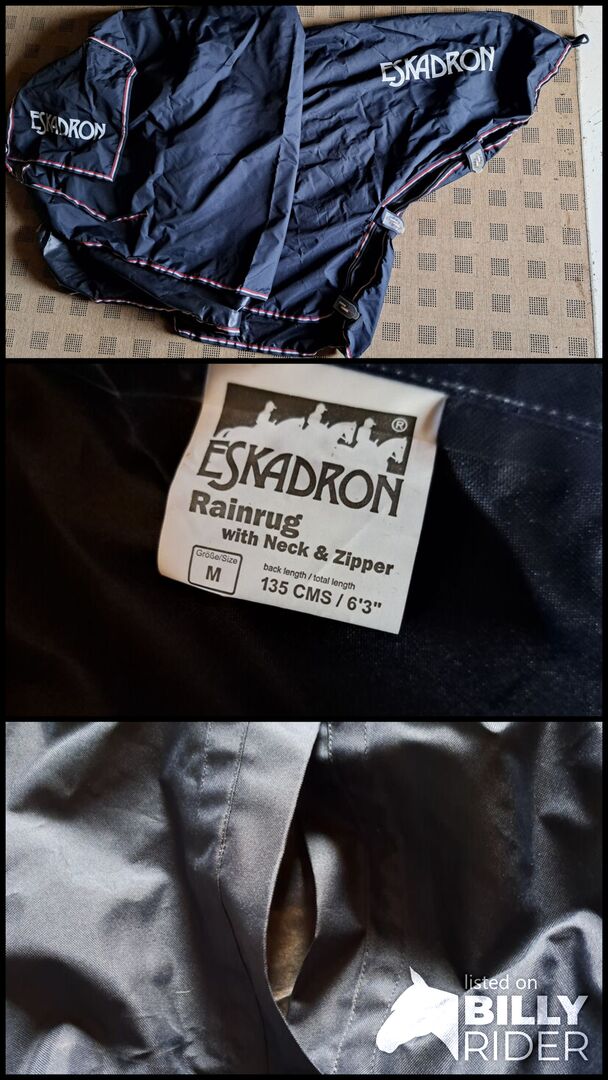 ESKADRON
ESKADRON
®
ESKADRON
Rainrug
with Neck & Zipper
Größe/Size
M
back length / total length
135 CMS / 6'3"
listed on
BILLY
RIDER